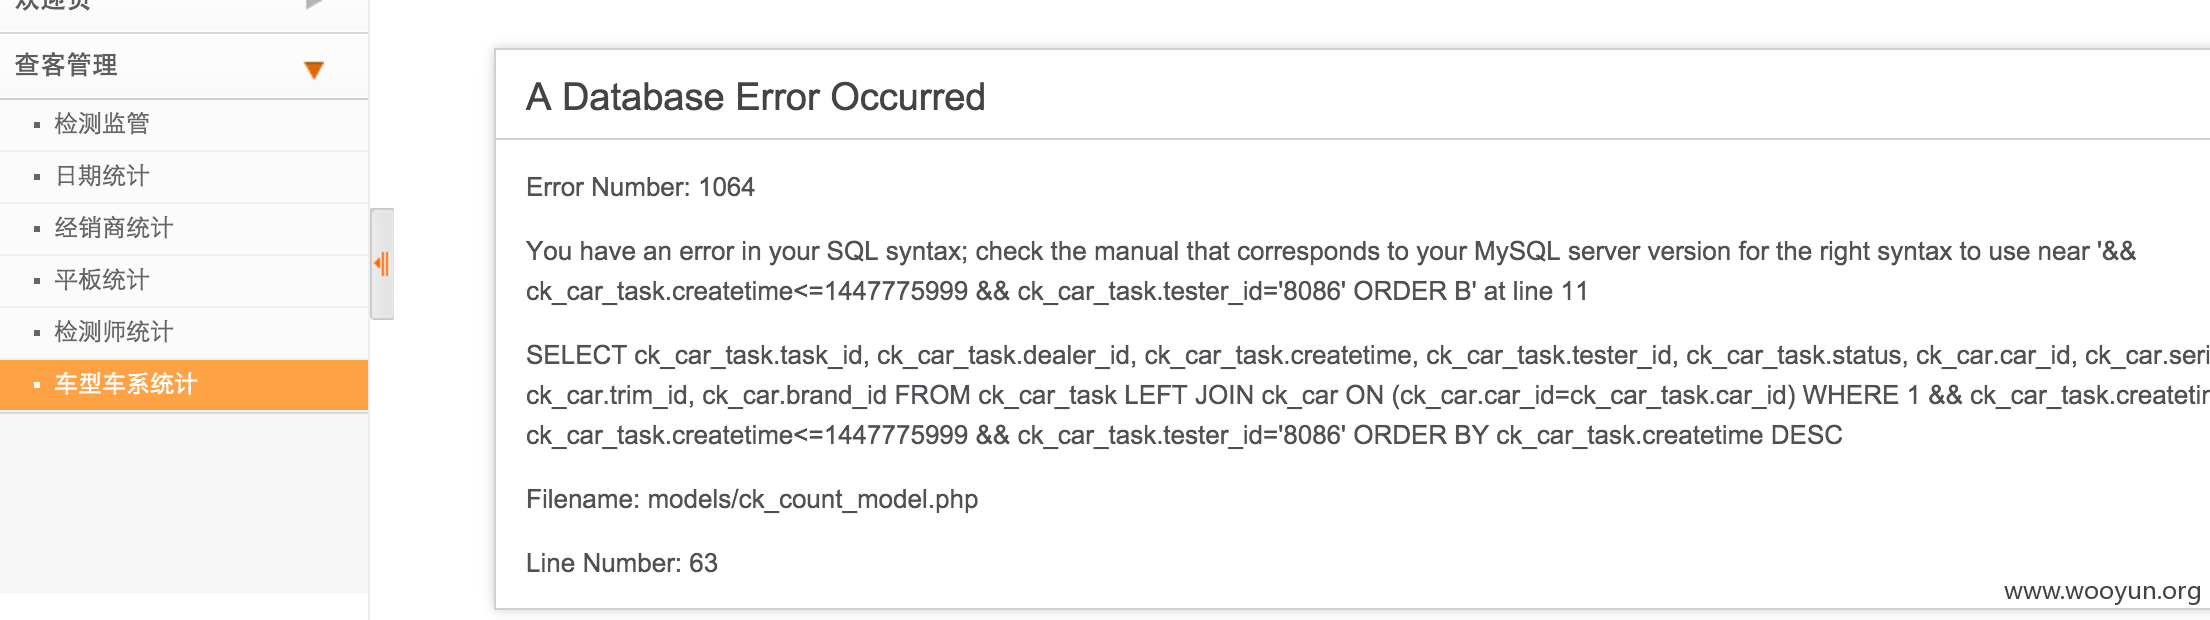 欢迎页
查客管理
检测监管
日期统计
经销商统计
平板统计
检测师统计
车型车系统计
A Database Error Occurred
Error Number: 1064
You have an error in your SQL syntax; check the manual that corresponds to your MySQL server version for the right syntax to use near '&&
ck_car_task.createtime<=1447775999 && ck_car_task.tester_id='8086' ORDER B' at line 11
SELECT ck_car_task.task_id, ck_car_task.dealer_id, ck_car_task.createtime, ck_car_task.tester_id, ck_car_task.status, ck_car.car_id, ck_car.seri
ck_car.trim_id, ck_car.brand_id FROM ck_car_task LEFT JOIN ck_car ON (ck_car.car_id=ck_car_task.car_id) WHERE 1 && ck_car_task.createtir
ck_car_task.createtime<=1447775999 && ck_car_task.tester_id='8086' ORDER BY ck_car_task.createtime DESC
Filename: models/ck_count_model.php
Line Number: 63
www.wooyun.org